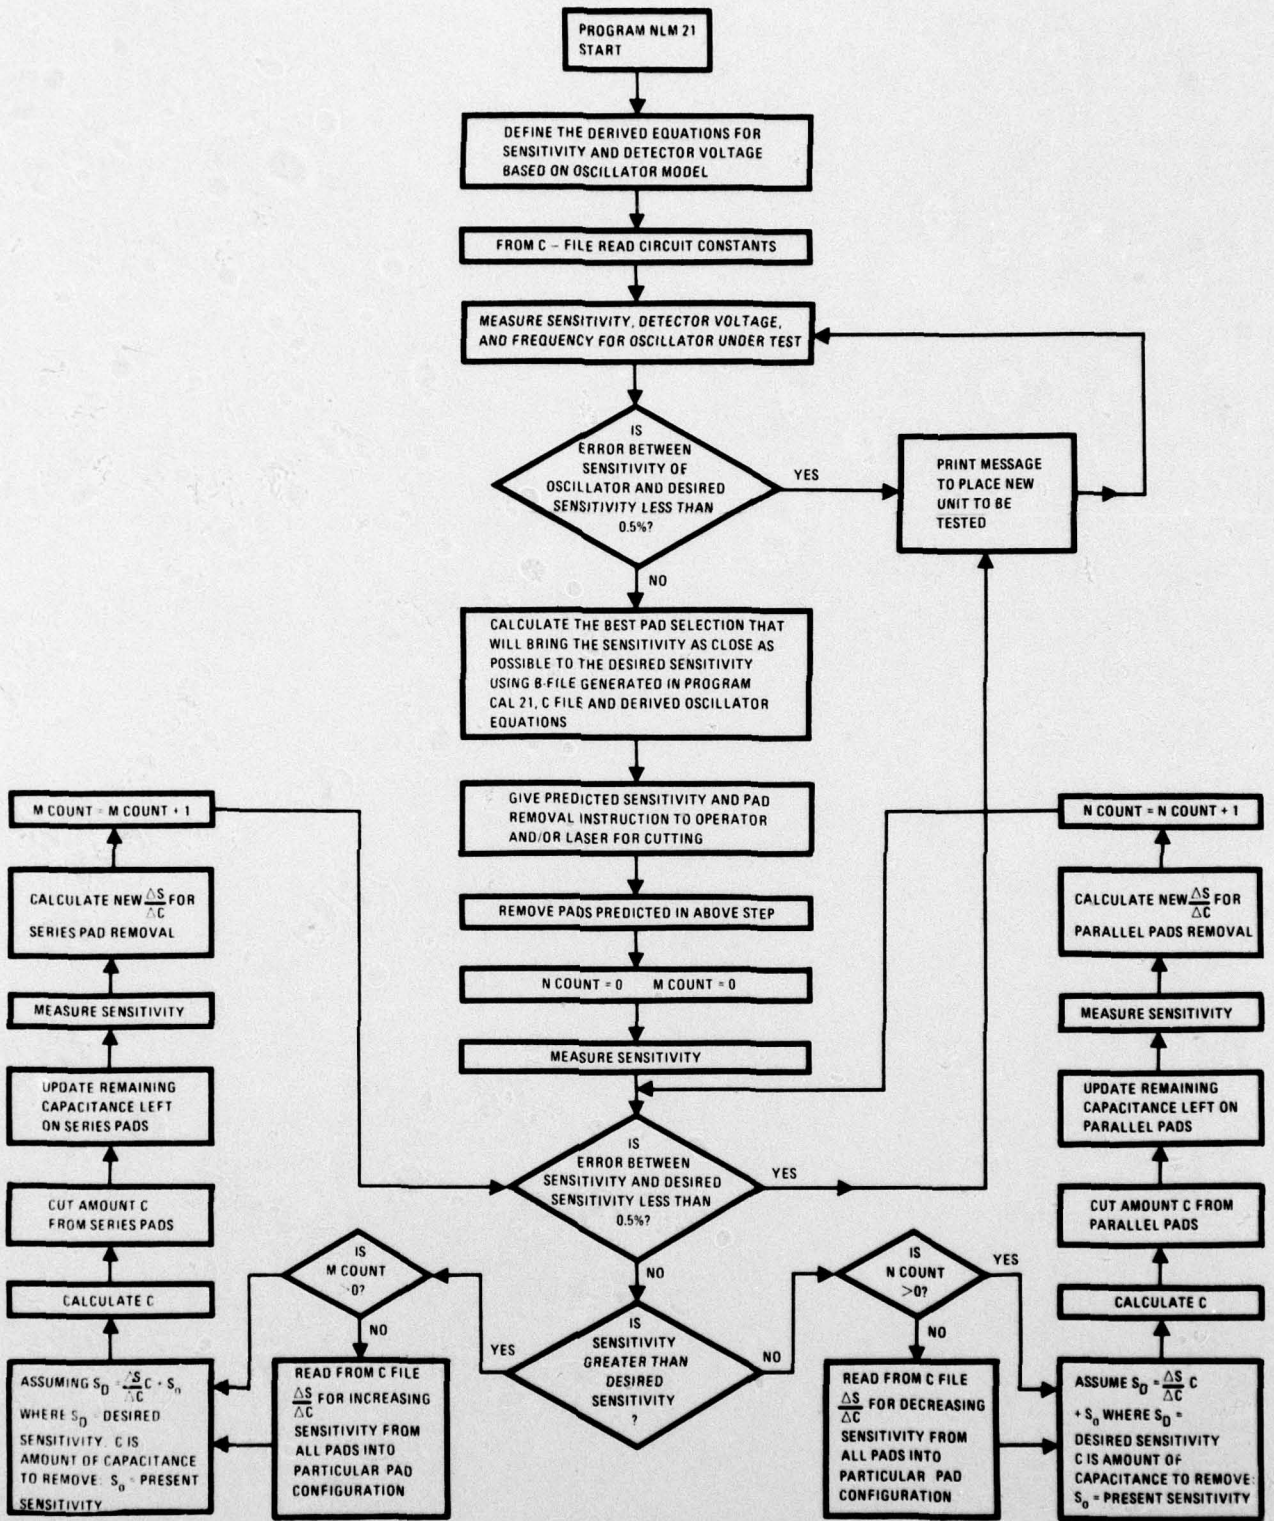 PROGRAM NLM 21
START
DEFINE THE DERIVED EQUATIONS FOR
SENSITIVITY AND DETECTOR VOLTAGE
BASED ON OSCILLATOR MODEL
FROM C – FILE READ CIRCUIT CONSTANTS
MEASURE SENSITIVITY, DETECTOR VOLTAGE,
AND FREQUENCY FOR OSCILLATOR UNDER TEST
IS
ERROR BETWEEN
SENSITIVITY OF
OSCILLATOR AND DESIRED
SENSITIVITY LESS THAN
0.5%?
YES
NO
PRINT MESSAGE
TO PLACE NEW
UNIT TO BE
TESTED
CALCULATE THE BEST PAD SELECTION THAT
WILL BRING THE SENSITIVITY AS CLOSE AS
POSSIBLE TO THE DESIRED SENSITIVITY
USING B-FILE GENERATED IN PROGRAM
CAL 21, C FILE AND DERIVED OSCILLATOR
EQUATIONS
GIVE PREDICTED SENSITIVITY AND PAD
REMOVAL INSTRUCTION TO OPERATOR
AND/OR LASER FOR CUTTING
REMOVE PADS PREDICTED IN ABOVE STEP
N COUNT = 0 M COUNT = 0
MEASURE SENSITIVITY
IS
ERROR BETWEEN
SENSITIVITY AND DESIRED
SENSITIVITY LESS THAN
0.5%?
YES
NO
IS
SENSITIVITY
GREATER THAN
DESIRED
SENSITIVITY
?
YES
NO
M COUNT = M COUNT + 1
CALCULATE NEW ΔS/ΔC FOR
SERIES PAD REMOVAL
MEASURE SENSITIVITY
UPDATE REMAINING
CAPACITANCE LEFT
ON SERIES PADS
CUT AMOUNT C
FROM SERIES PADS
CALCULATE C
ASSUMING S_D = ΔS/ΔC C + S_0
WHERE S_D = DESIRED
SENSITIVITY. C IS
AMOUNT OF CAPACITANCE
TO REMOVE: S_0 = PRESENT
SENSITIVITY
IS
M COUNT
>0?
NO
READ FROM C FILE
ΔS/ΔC FOR INCREASING
SENSITIVITY FROM
ALL PADS INTO
PARTICULAR PAD
CONFIGURATION
IS
N COUNT
>0?
YES
NO
READ FROM C FILE
ΔS/ΔC FOR DECREASING
SENSITIVITY FROM
ALL PADS INTO
PARTICULAR PAD
CONFIGURATION
N COUNT = N COUNT + 1
CALCULATE NEW ΔS/ΔC FOR
PARALLEL PADS REMOVAL
MEASURE SENSITIVITY
UPDATE REMAINING
CAPACITANCE LEFT ON
PARALLEL PADS
CUT AMOUNT C FROM
PARALLEL PADS
CALCULATE C
ASSUME S_D = ΔS/ΔC C
+ S_0 WHERE S_D =
DESIRED SENSITIVITY
C IS AMOUNT OF
CAPACITANCE TO REMOVE:
S_0 = PRESENT SENSITIVITY